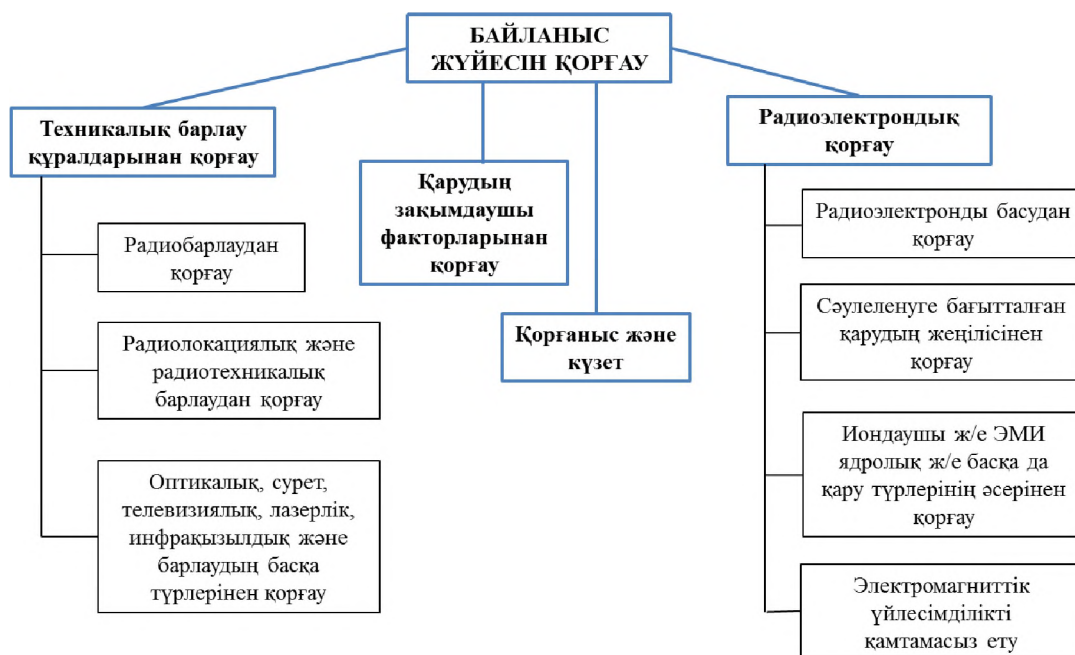 БАЙЛАНЫС
ЖҮЙЕСІН ҚОРҒАУ
Техникалық барлау
құралдарынан қорғау
Радиобарлаудан
қорғау
Радиолокациялық және
радиотехникалық
барлаудан қорғау
Оптикалық, сурет,
телевизиялық, лазерлік,
инфрақызылдық және
барлаудың басқа
түрлерінен қорғау
Қарудың
зақымдаушы
факторларынан
қорғау
Қорғаныс және
күзет
Радиоэлектрондық
қорғау
Радиоэлектронды басудан
қорғау
Сәулеленуге бағытталған
қарудың жеңілісінен
қорғау
Иондаушы ж/е ЭМИ
ядролық ж/е басқа да
қару түрлерінің әсерінен
қорғау
Электромагниттік
үйлесімділікті
қамтамасыз ету